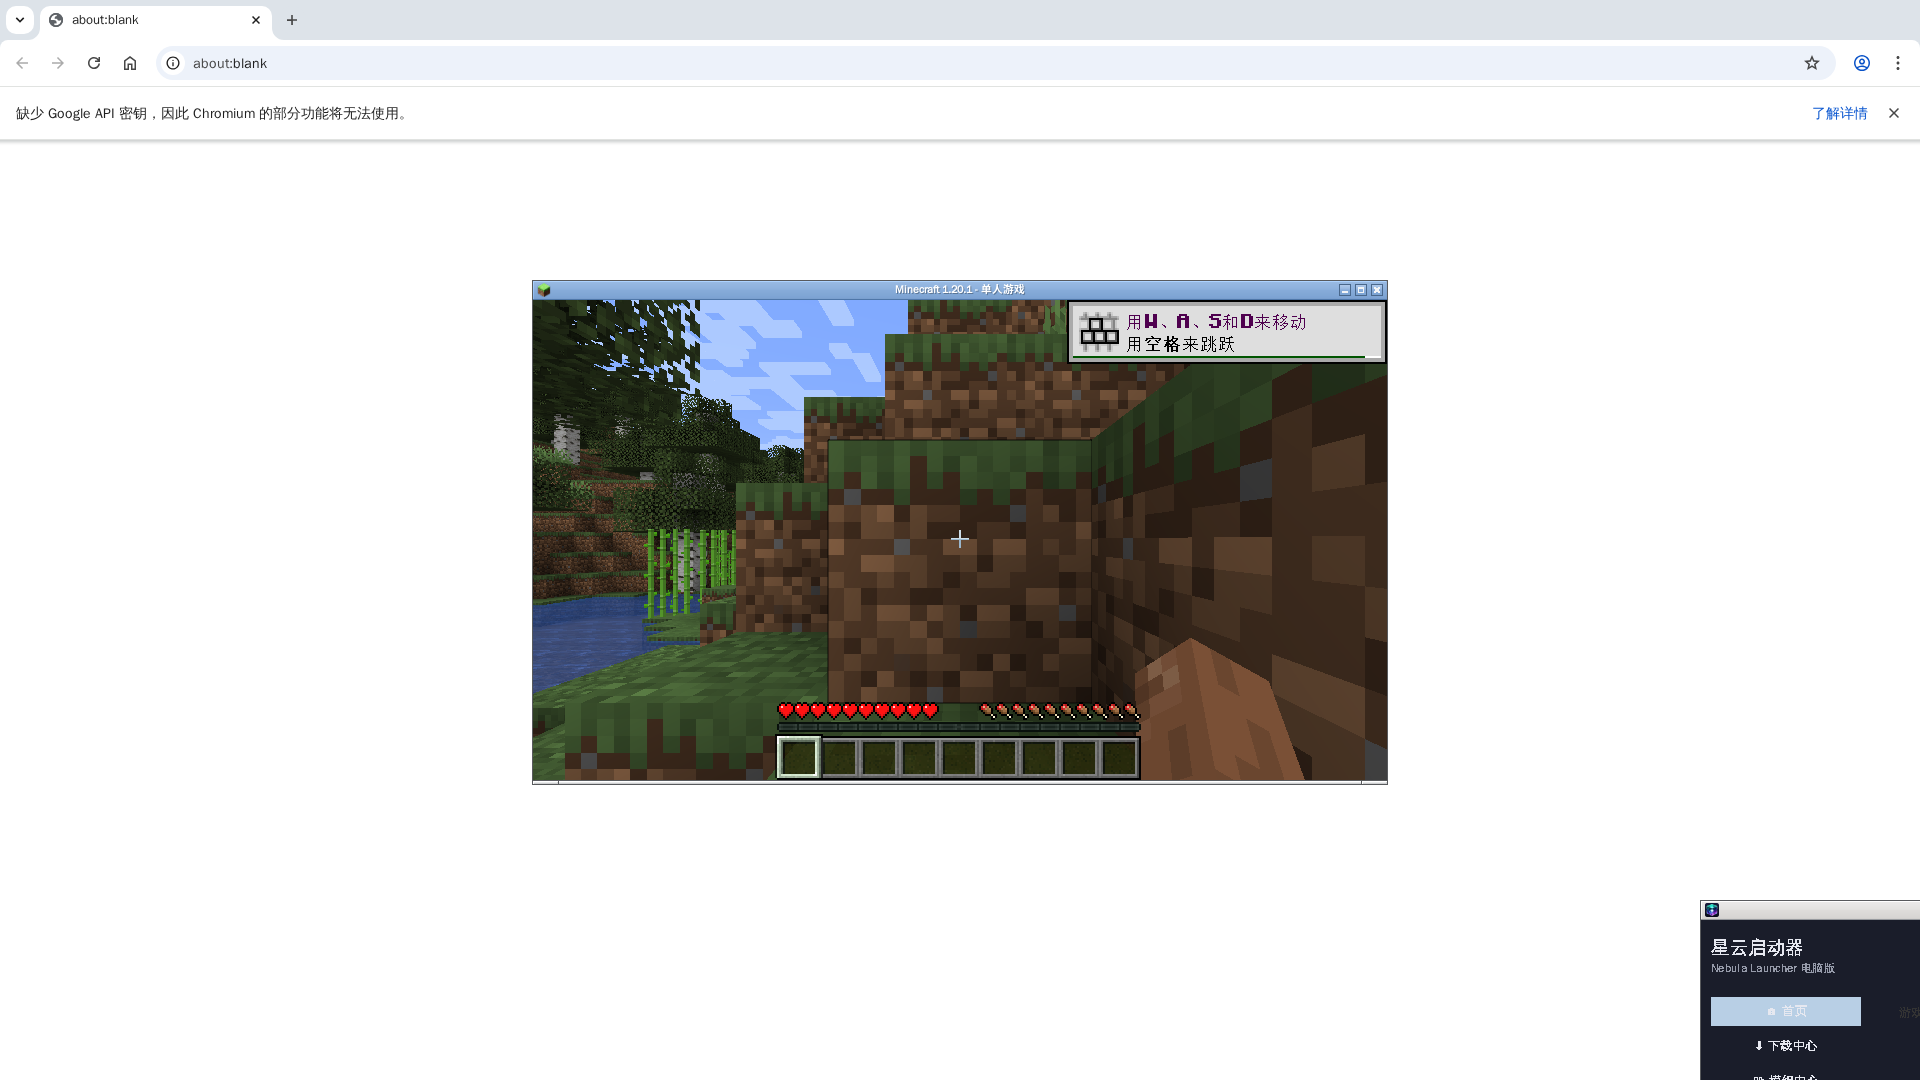 about:blank
about:blank
缺少 Google API 密钥，因此 Chromium 的部分功能将无法使用。
了解详情
Minecraft 1.20.1 - 单人游戏
用W、A、S和D来移动
用空格来跳跃
星云启动器
Nebula Launcher 电脑版
首页
下载中心